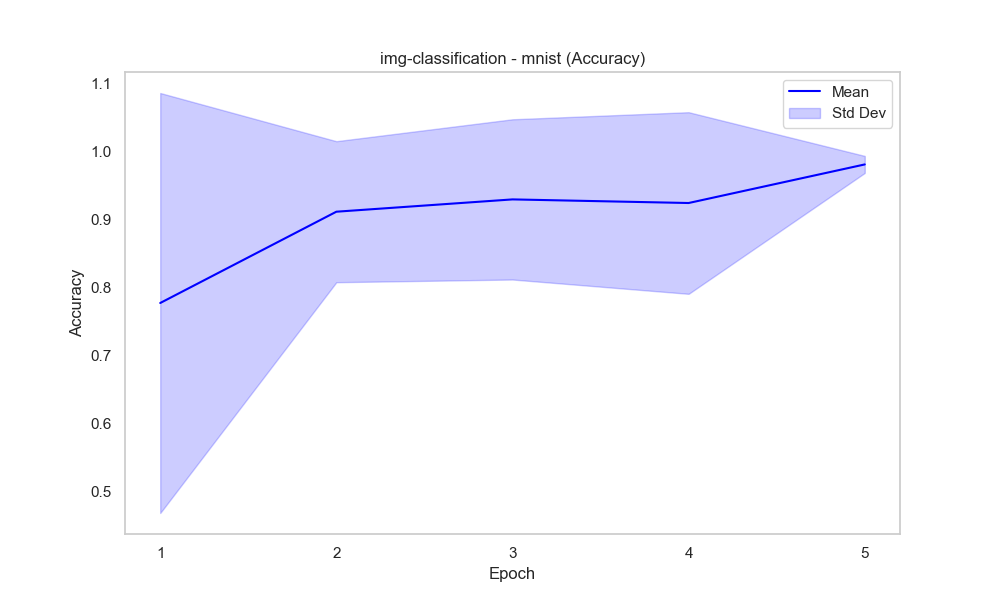 img-classification - mnist (Accuracy)
Mean
Std Dev
1.1
1.0
0.9
0.8
0.7
0.6
0.5
Accuracy
1 2 3 4 5
Epoch